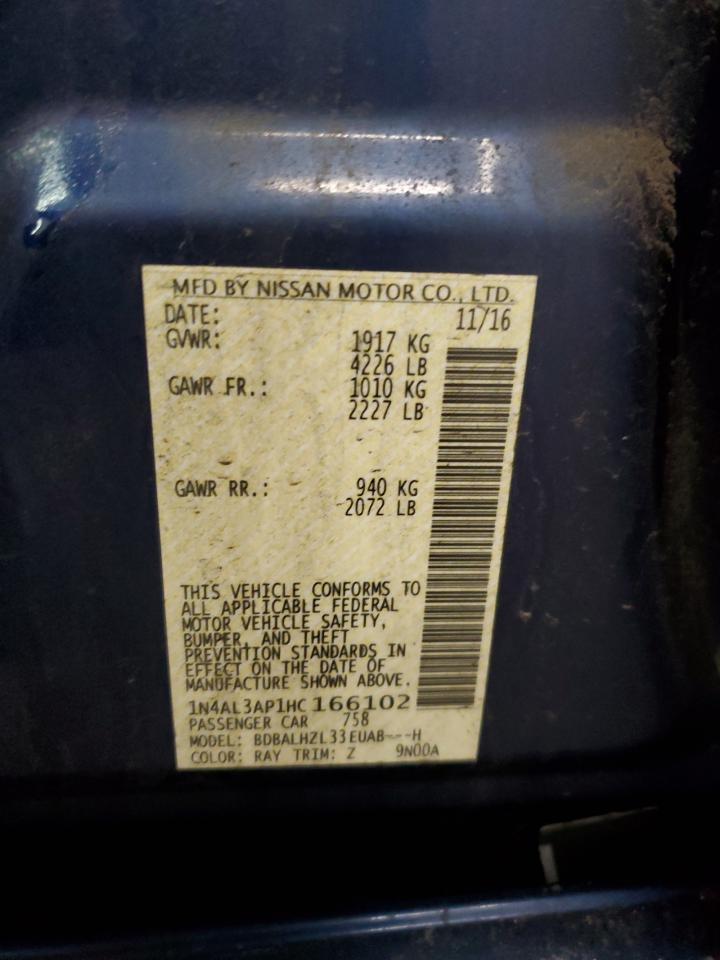 MFD BY NISSAN MOTOR CO., LTD.
DATE: 11/16
GVWR: 1917 KG
4226 LB
GAWR FR.: 1010 KG
2227 LB
GAWR RR.: 940 KG
2072 LB
THIS VEHICLE CONFORMS TO
ALL APPLICABLE FEDERAL
MOTOR VEHICLE SAFETY,
BUMPER, AND THEFT
PREVENTION STANDARDS IN
EFFECT ON THE DATE OF
MANUFACTURE SHOWN ABOVE.
1N4AL3AP1HC166102
PASSENGER CAR 758
MODEL: BDBALHZL33EUAB---H
COLOR: RAY TRIM: Z 9N00A